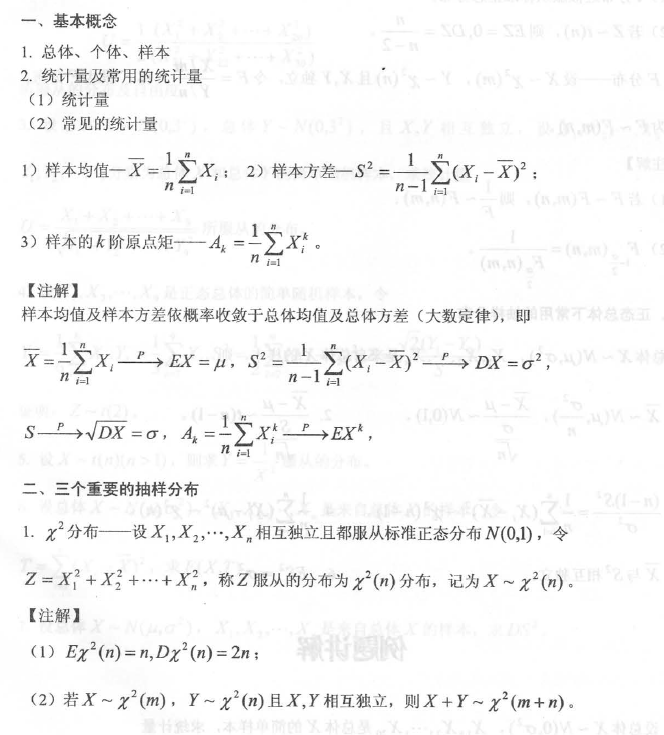 一、基本概念
1. 总体、个体、样本
2. 统计量及常用的统计量
（1）统计量
（2）常见的统计量
1）样本均值—$\overline{X}=\frac{1}{n}\sum_{i=1}^{n}X_i$； 2）样本方差—$S^2=\frac{1}{n-1}\sum_{i=1}^{n}(X_i-\overline{X})^2$；
3）样本的$k$阶原点矩——$A_k=\frac{1}{n}\sum_{i=1}^{n}X_i^k$。
【注解】
样本均值及样本方差依概率收敛于总体均值及总体方差（大数定律），即
$\overline{X}=\frac{1}{n}\sum_{i=1}^{n}X_i\xrightarrow{P}EX=\mu$，$S^2=\frac{1}{n-1}\sum_{i=1}^{n}(X_i-\overline{X})^2\xrightarrow{P}DX=\sigma^2$，
$S\xrightarrow{P}\sqrt{DX}=\sigma$，$A_k=\frac{1}{n}\sum_{i=1}^{n}X_i^k\xrightarrow{P}EX^k$，
二、三个重要的抽样分布
1. $\chi^2$分布——设$X_1,X_2,\cdots,X_n$相互独立且都服从标准正态分布$N(0,1)$，令
$Z=X_1^2+X_2^2+\cdots+X_n^2$，称$Z$服从的分布为$\chi^2(n)$分布，记为$X\sim\chi^2(n)$。
【注解】
（1）$E\chi^2(n)=n,D\chi^2(n)=2n$；
（2）若$X\sim\chi^2(m)$，$Y\sim\chi^2(n)$且$X,Y$相互独立，则$X+Y\sim\chi^2(m+n)$。